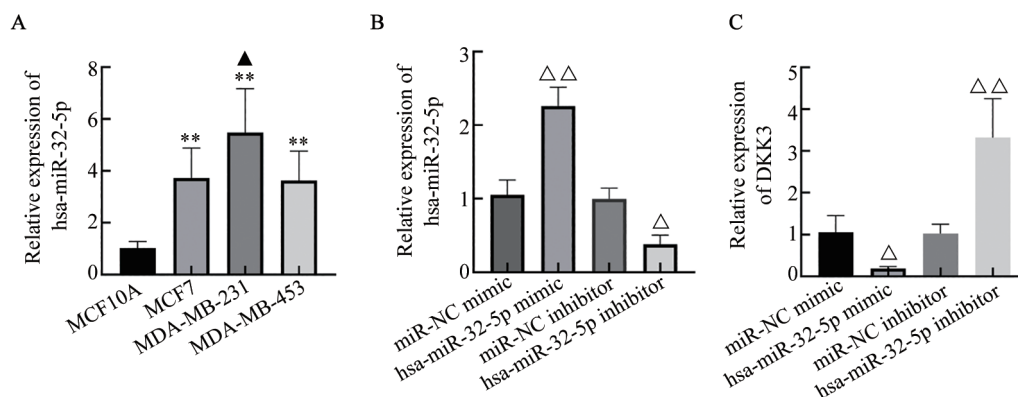 A
Relative expression of
hsa-miR-32-5p
8
6
4
2
0
**
▲
**
**
MCF10A
MCF7
MDA-MB-231
MDA-MB-453
B
Relative expression of
hsa-miR-32-5p
3
2
1
0
△△
△
miR-NC mimic
hsa-miR-32-5p mimic
miR-NC inhibitor
hsa-miR-32-5p inhibitor
C
Relative expression
of DKK3
5
4
3
2
1
0
△
△△
miR-NC mimic
hsa-miR-32-5p mimic
miR-NC inhibitor
hsa-miR-32-5p inhibitor